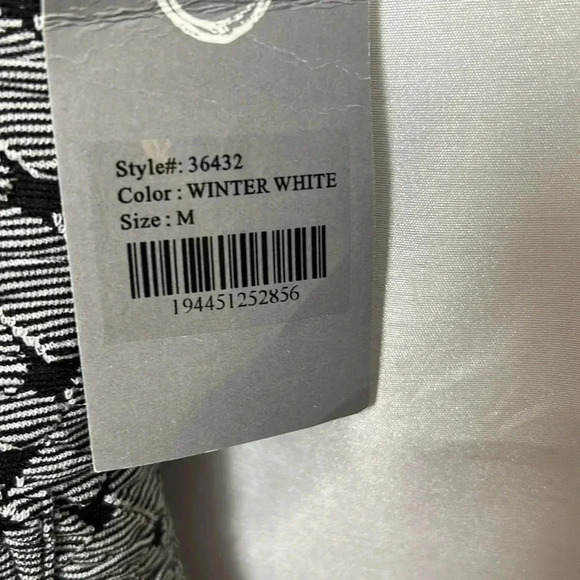 Style#: 36432
Color : WINTER WHITE
Size : M
194451252856